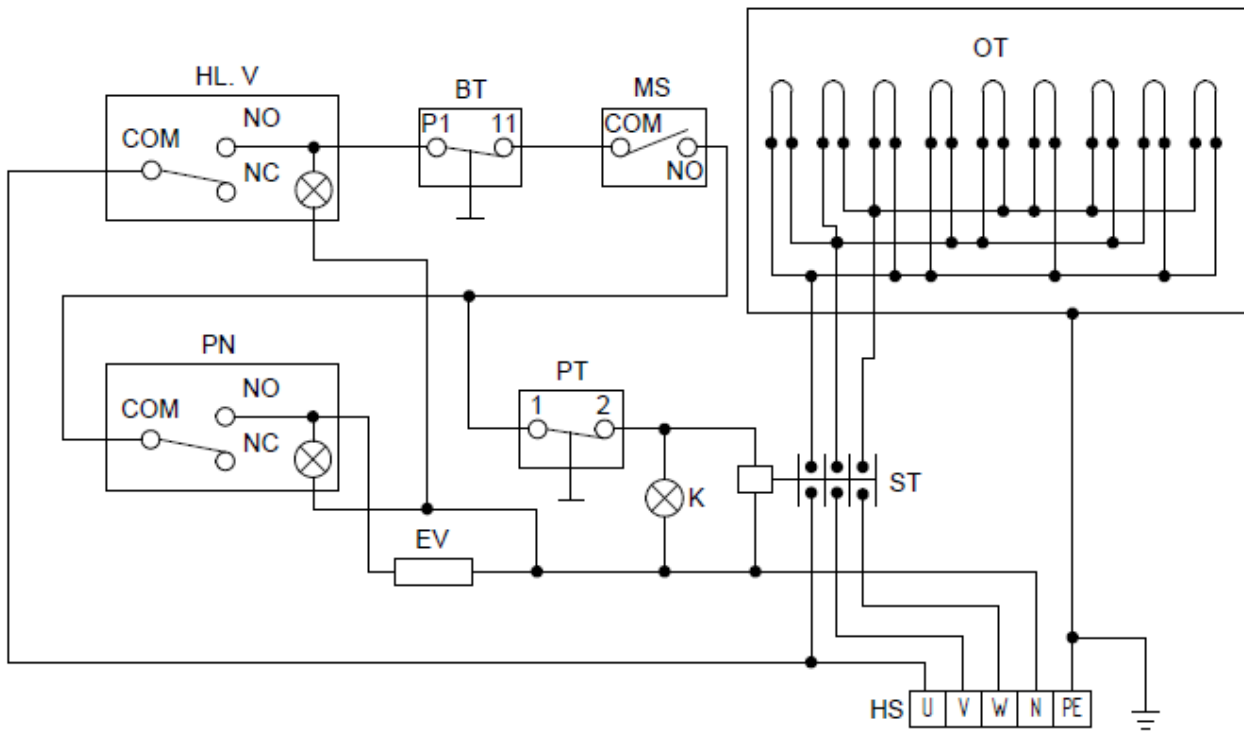 OT
HL. V
BT
MS
NO
P1 11
COM
COM
NC
NO
PN
PT
NO
1 2
COM
NC
K
ST
EV
HS U V W N PE